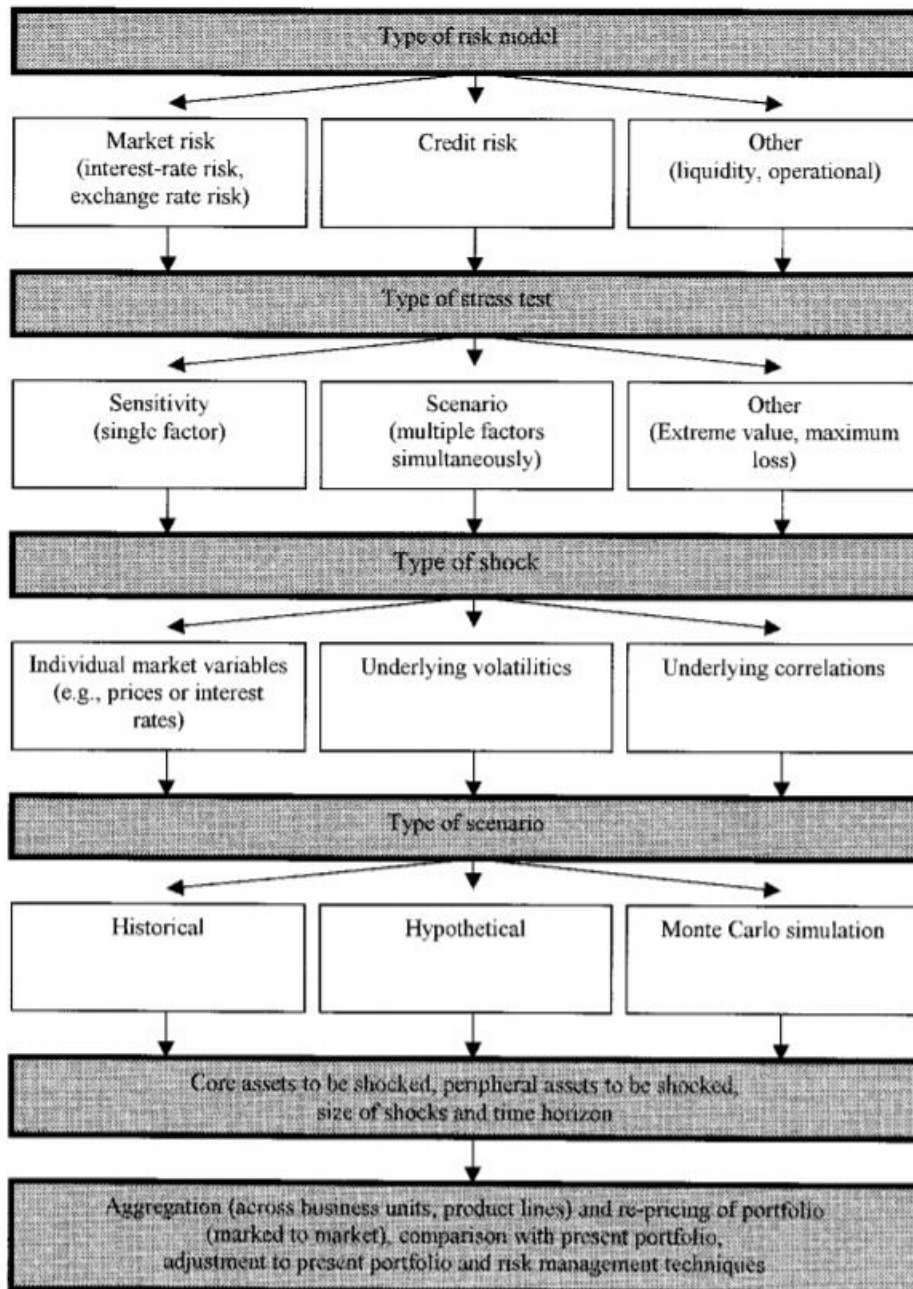 Type of risk model
Market risk
(interest-rate risk,
exchange rate risk)
Credit risk
Other
(liquidity, operational)
Type of stress test
Sensitivity
(single factor)
Scenario
(multiple factors
simultaneously)
Other
(Extreme value, maximum
loss)
Type of shock
Individual market variables
(e.g., prices or interest
rates)
Underlying volatilities
Underlying correlations
Type of scenario
Historical
Hypothetical
Monte Carlo simulation
Core assets to be shocked, peripheral assets to be shocked,
size of shocks and time horizon
Aggregation (across business units, product lines) and re-pricing of portfolio
(marked to market), comparison with present portfolio,
adjustment to present portfolio and risk management techniques